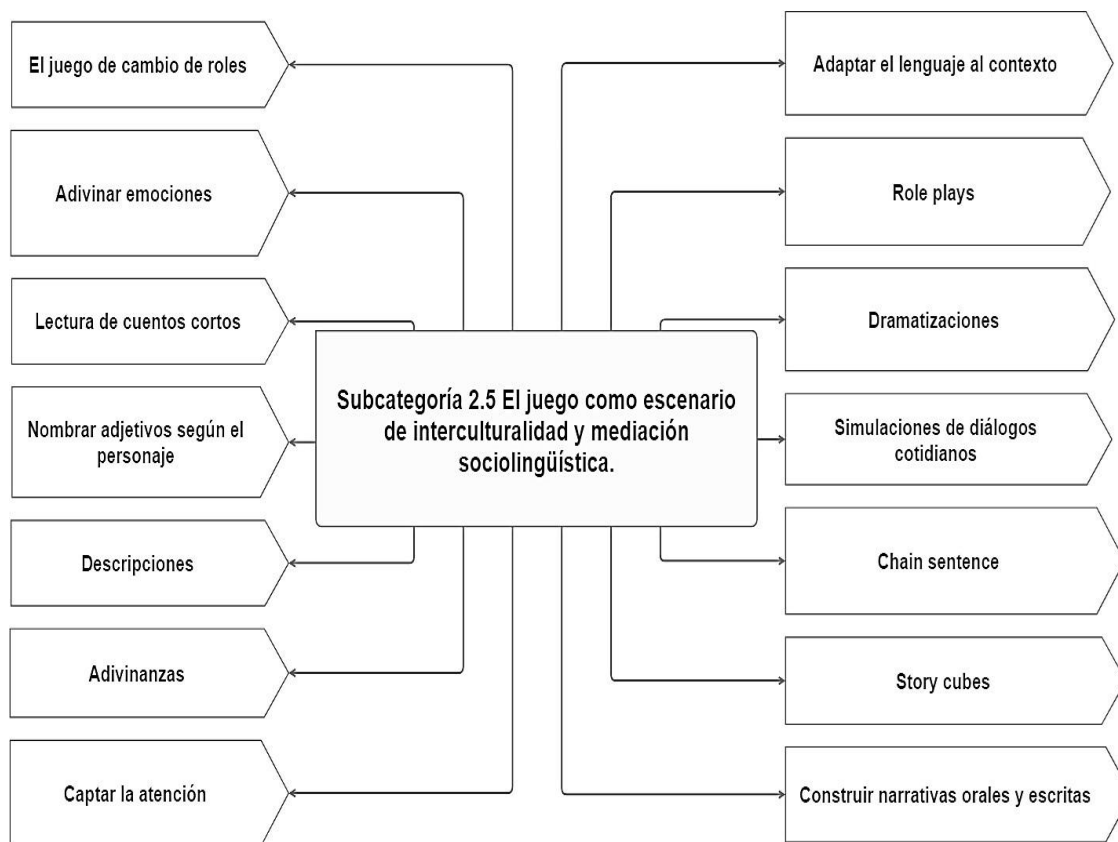 El juego de cambio de roles
Adivinar emociones
Lectura de cuentos cortos
Nombrar adjetivos según el
personaje
Descripciones
Adivinanzas
Captar la atención
Subcategoría 2.5 El juego como escenario
de interculturalidad y mediación
sociolingüística.
Adaptar el lenguaje al contexto
Role plays
Dramatizaciones
Simulaciones de diálogos
cotidianos
Chain sentence
Story cubes
Construir narrativas orales y escritas